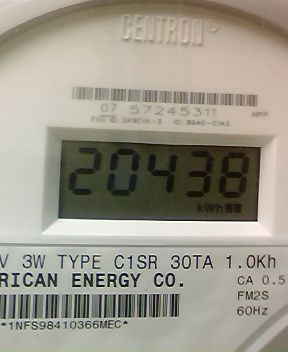 CENTRON®
07 57245311
20438
kWh
V 3W TYPE C1SR 30TA 1.0Kh
RICAN ENERGY CO. CA 0.5
FM2S
60Hz
*1NFS98410366MEC*